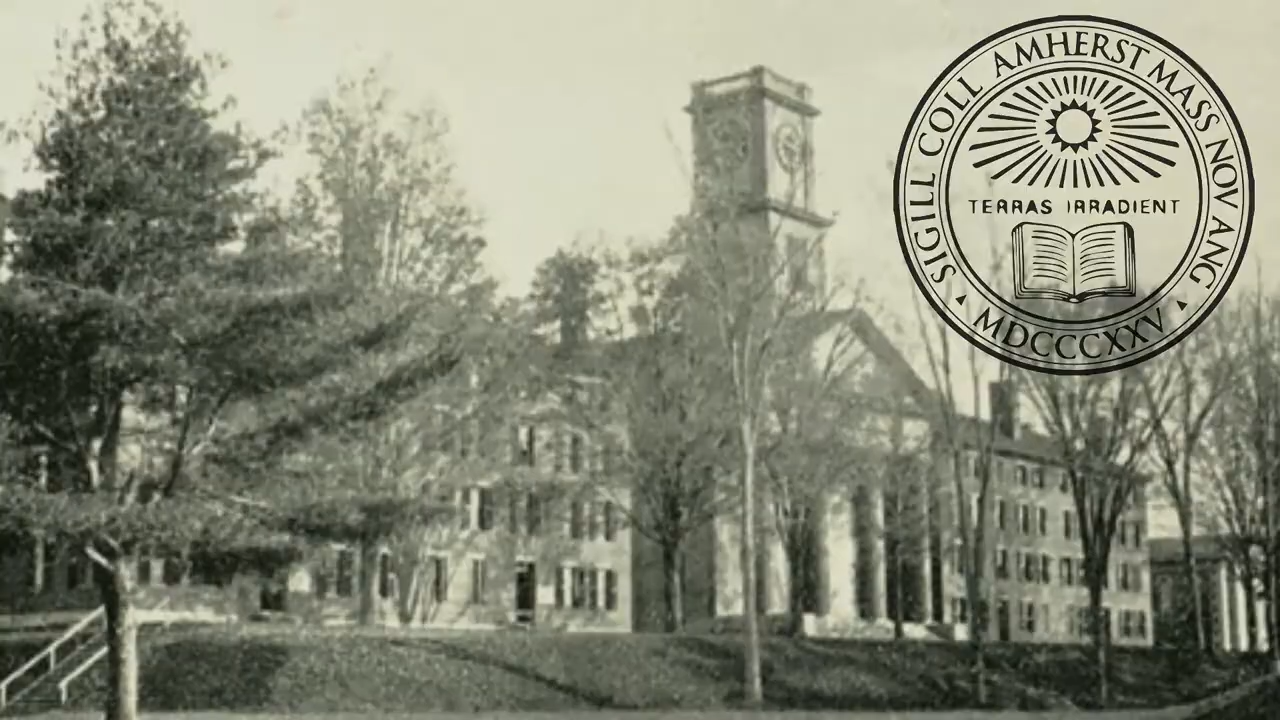 SIGILL COLL AMHERST MASS NOV ANG
TERRAS IRRADIENT
MDCCCXXV